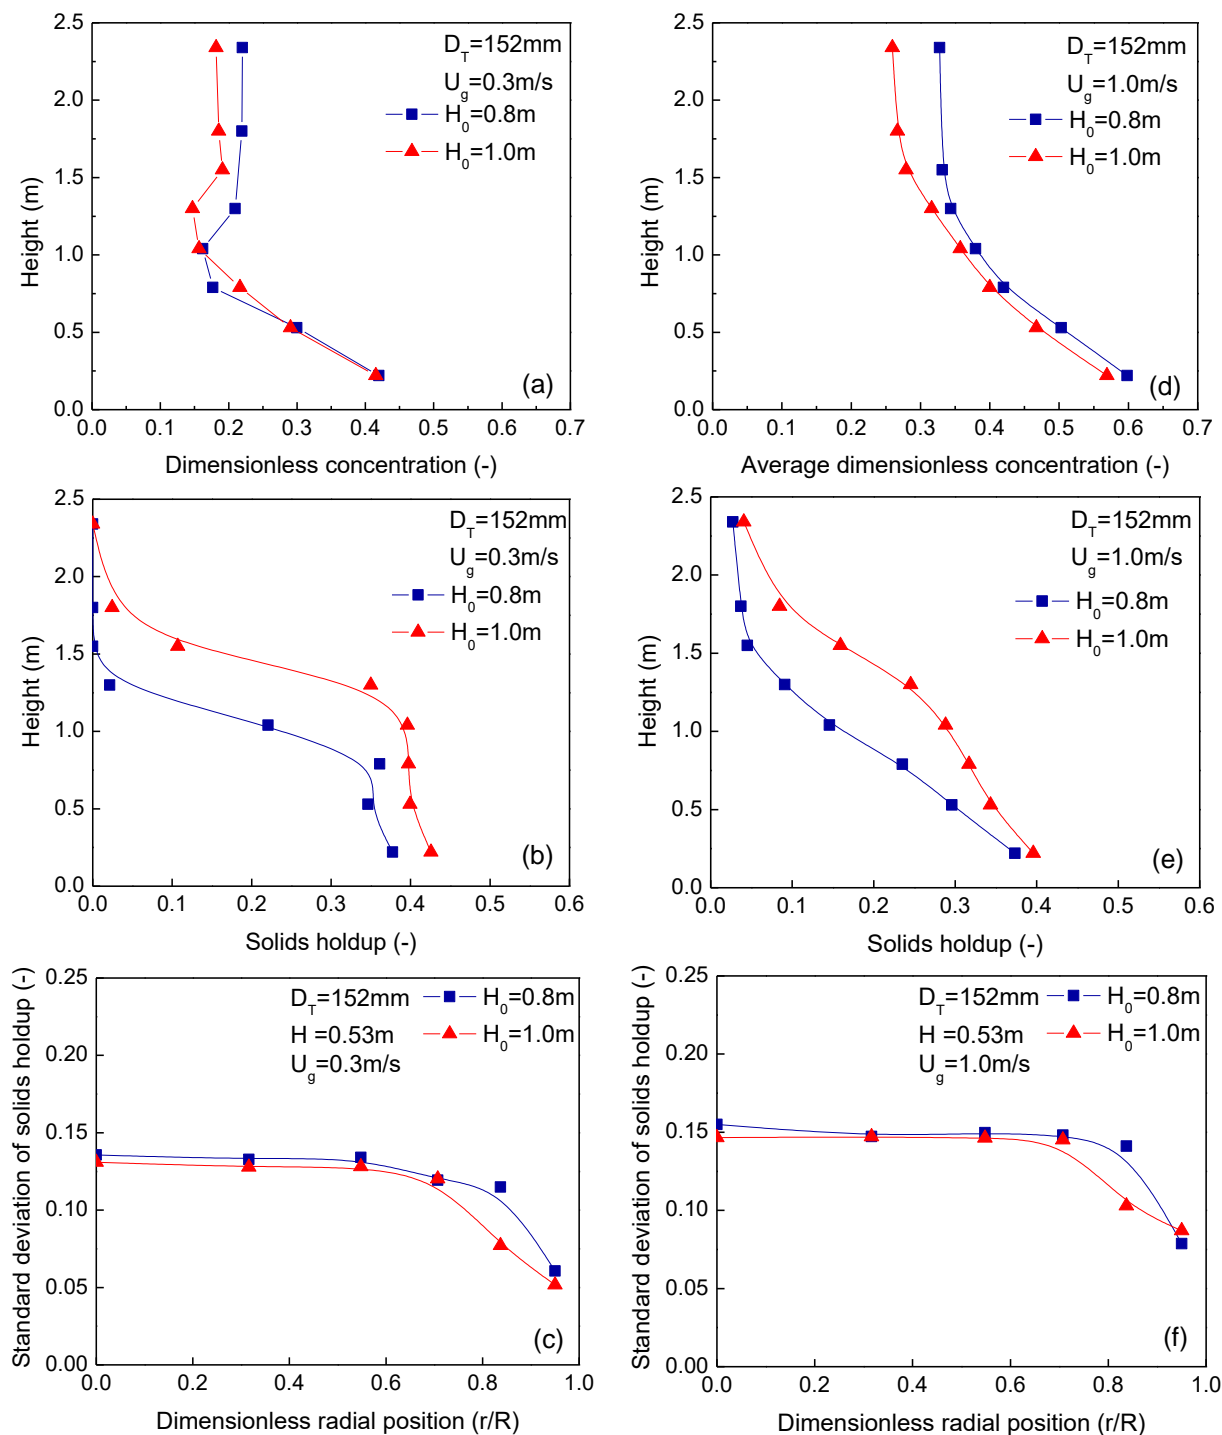 2.5
2.0
1.5
1.0
0.5
0.0
Height (m)
D_T=152mm
U_g=0.3m/s
H_0=0.8m
H_0=1.0m
(a)
0.0 0.1 0.2 0.3 0.4 0.5 0.6 0.7
Dimensionless concentration (-)
2.5
2.0
1.5
1.0
0.5
0.0
Height (m)
D_T=152mm
U_g=1.0m/s
H_0=0.8m
H_0=1.0m
(d)
0.0 0.1 0.2 0.3 0.4 0.5 0.6 0.7
Average dimensionless concentration (-)
2.5
2.0
1.5
1.0
0.5
0.0
Height (m)
D_T=152mm
U_g=0.3m/s
H_0=0.8m
H_0=1.0m
(b)
0.0 0.1 0.2 0.3 0.4 0.5 0.6
Solids holdup (-)
2.5
2.0
1.5
1.0
0.5
0.0
Height (m)
D_T=152mm
U_g=1.0m/s
H_0=0.8m
H_0=1.0m
(e)
0.0 0.1 0.2 0.3 0.4 0.5 0.6
Solids holdup (-)
0.25
0.20
0.15
0.10
0.05
0.00
Standard deviation of solids holdup (-)
D_T=152mm
H =0.53m
U_g=0.3m/s
H_0=0.8m
H_0=1.0m
(c)
0.0 0.2 0.4 0.6 0.8 1.0
Dimensionless radial position (r/R)
0.25
0.20
0.15
0.10
0.05
0.00
Standard deviation of solids holdup (-)
D_T=152mm
H =0.53m
U_g=1.0m/s
H_0=0.8m
H_0=1.0m
(f)
0.0 0.2 0.4 0.6 0.8 1.0
Dimensionless radial position (r/R)